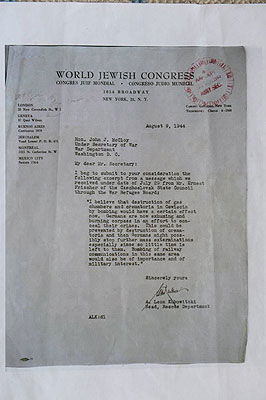 WORLD JEWISH CONGRESS
CONGRES JUIF MONDIAL · CONGRESO JUDIO MUNDIAL
1834 BROADWAY
NEW YORK, 23, N. Y.
LONDON
GENEVA
BUENOS AIRES
JERUSALEM
MONTREAL
MEXICO CITY
August 9, 1944
Hon. John J. McCloy
Under Secretary of War
War Department
Washington D. C.
My dear Mr. Secretary:
I beg to submit to your consideration the
following excerpt from a message which we
received under date of July 29 from Mr. Ernest
Frischer of the Czechoslovak State Council
through the War Refugee Board:
"I believe that destruction of gas
chambers and crematoria in Oswiecim
by bombing would have a certain effect
now. Germans are now exhuming and
burning corpses in an effort to con-
ceal their crimes. This could be
prevented by destruction of crema-
toria and then Germans might poss-
ibly stop further mass exterminations
especially since so little time is
left to them. Bombing of railway
communications in this same area
would also be of importance and of
military interest."
Sincerely yours
A. Leon Kubowitzki
Head, Rescue Department